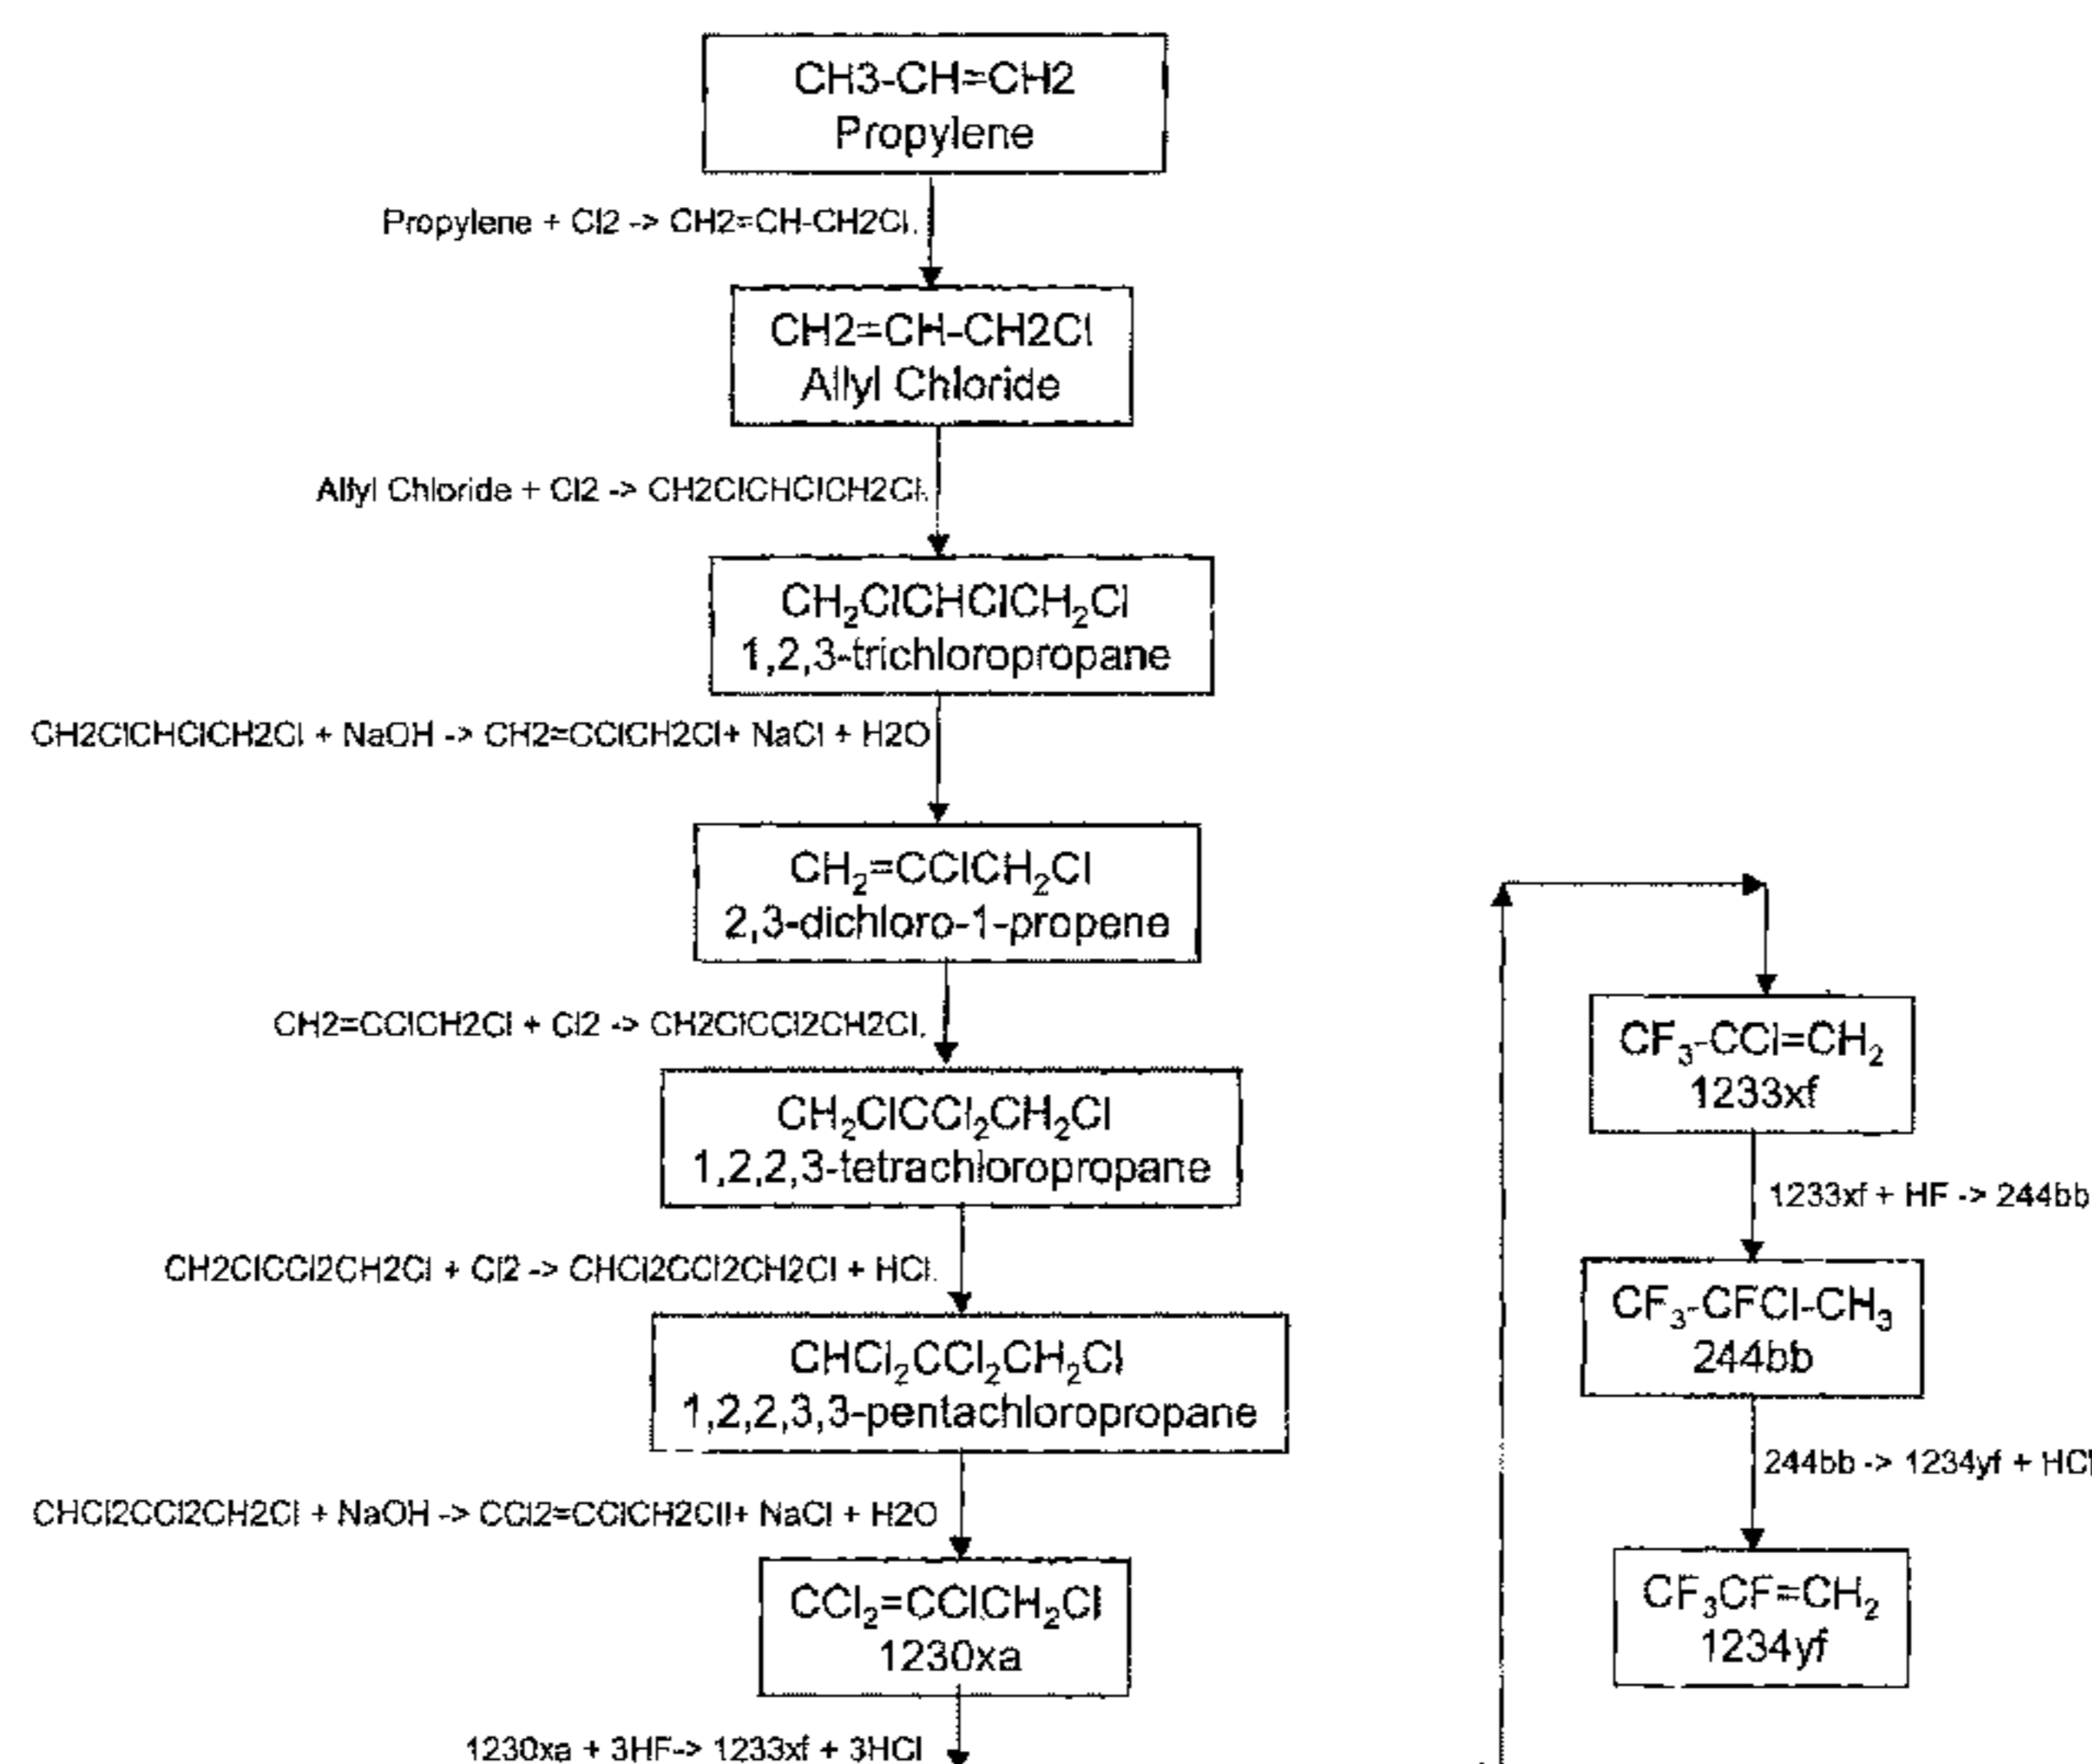 CH3-CH=CH2
Propylene
Propylene + Cl2 -> CH2=CH-CH2Cl.
CH2=CH-CH2Cl
Allyl Chloride
Allyl Chloride + Cl2 -> CH2ClCHClCH2Cl.
CH₂ClCHClCH₂Cl
1,2,3-trichloropropane
CH2ClCHClCH2Cl + NaOH -> CH2=CClCH2Cl+ NaCl + H2O
CH₂=CClCH₂Cl
2,3-dichloro-1-propene
CH2=CClCH2Cl + Cl2 -> CH2ClCCl2CH2Cl.
CH₂ClCCl₂CH₂Cl
1,2,2,3-tetrachloropropane
CH2ClCCl2CH2Cl + Cl2 -> CHCl2CCl2CH2Cl + HCl.
CHCl₂CCl₂CH₂Cl
1,2,2,3,3-pentachloropropane
CHCl2CCl2CH2Cl + NaOH -> CCl2=CClCH2Cll+ NaCl + H2O
CCl₂=CClCH₂Cl
1230xa
1230xa + 3HF-> 1233xf + 3HCl
CF₃-CCl=CH₂
1233xf
1233xf + HF -> 244bb
CF₃-CFCl-CH₃
244bb
244bb -> 1234yf + HCl
CF₃CF=CH₂
1234yf